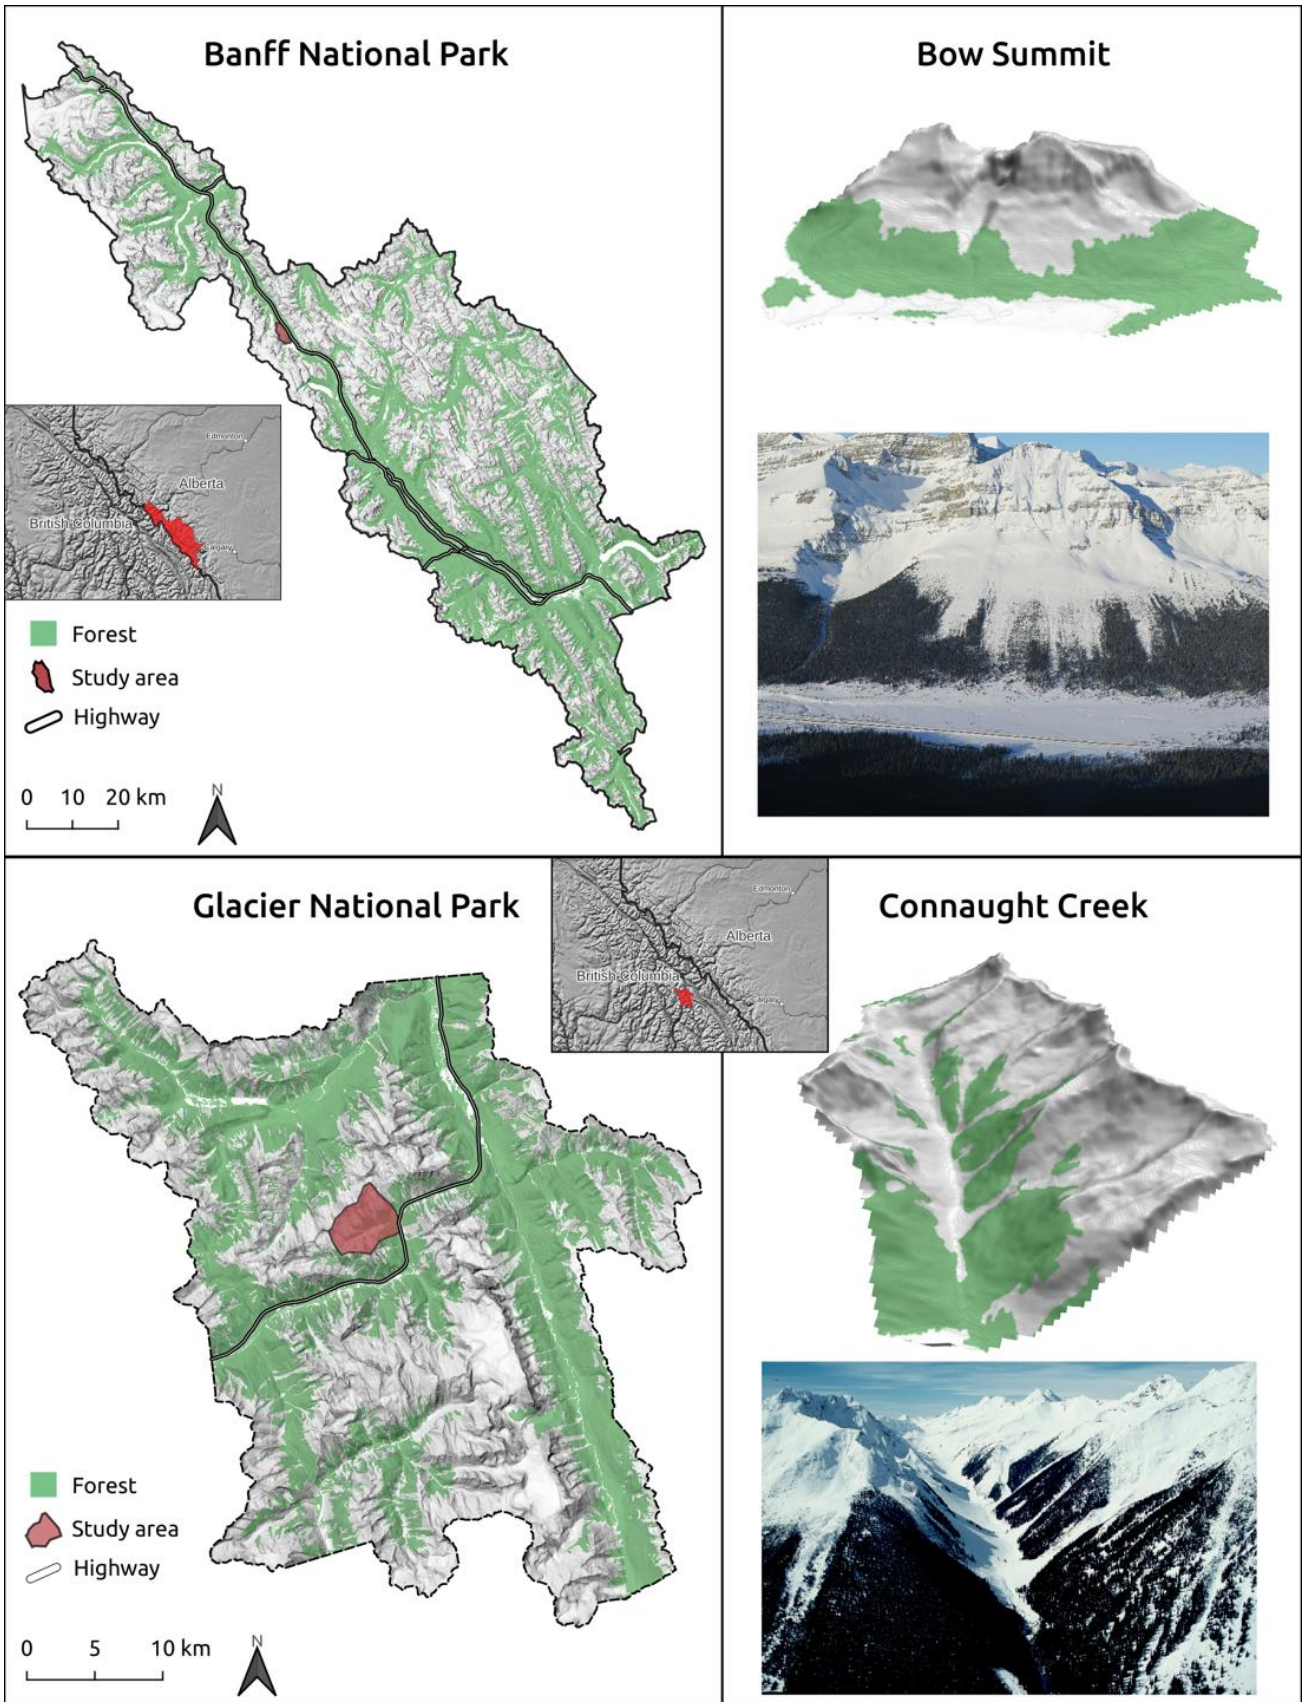 Banff National Park
Bow Summit
Edmonton
Alberta
British Columbia
Calgary
Forest
Study area
Highway
0 10 20 km
N
Glacier National Park
Connaught Creek
Edmonton
Alberta
British Columbia
Calgary
Forest
Study area
Highway
0 5 10 km
N